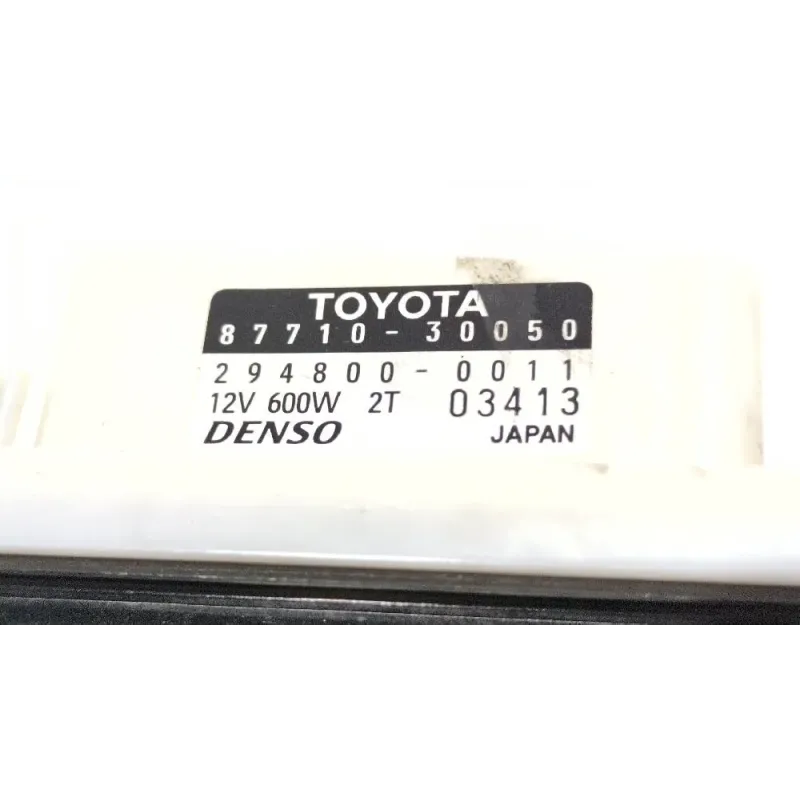 TOYOTA
87710-30050
294800-0011
12V 600W 2T 03413
DENSO JAPAN